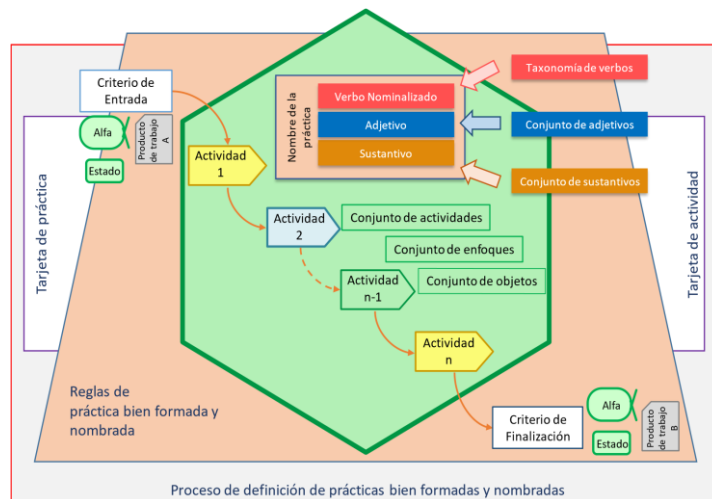 Criterio de
Entrada
Alfa
Producto
de trabajo
A
Estado
Nombre de la
práctica
Verbo Nominalizado
Adjetivo
Sustantivo
Taxonomía de verbos
Conjunto de adjetivos
Conjunto de sustantivos
Actividad
1
Actividad
2
Conjunto de actividades
Conjunto de enfoques
Actividad
n-1
Conjunto de objetos
Actividad
n
Tarjeta de práctica
Tarjeta de actividad
Reglas de
práctica bien formada y
nombrada
Criterio de
Finalización
Alfa
Estado
Producto
de trabajo
B
Proceso de definición de prácticas bien formadas y nombradas